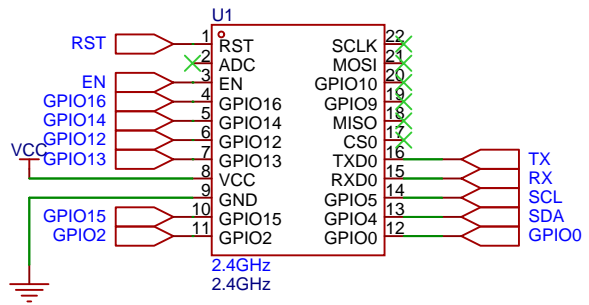 U1
RST 1 RST SCLK 22
2 ADC MOSI 21
EN 3 EN GPIO10 20
GPIO16 4 GPIO16 GPIO9 19
GPIO14 5 GPIO14 MISO 18
GPIO12 6 GPIO12 CS0 17
VCC GPIO13 7 GPIO13 TXD0 16 TX
8 VCC RXD0 15 RX
9 GND GPIO5 14 SCL
GPIO15 10 GPIO15 GPIO4 13 SDA
GPIO2 11 GPIO2 GPIO0 12 GPIO0
2.4GHz
2.4GHz